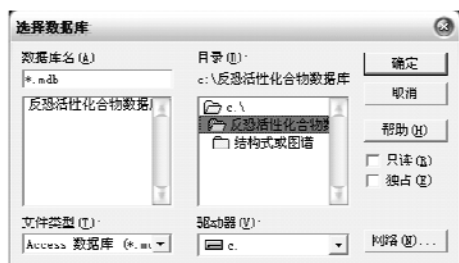 选择数据库
数据库名(A)
*.mdb
反恐活性化合物数据
目录(D):
c:\反恐活性化合物数据库
c:\
反恐活性化合物数
结构式或图谱
确定
取消
帮助(H)
只读(R)
独占(E)
文件类型(T):
Access 数据库 (*.m
驱动器(V):
c:
网络(N)...